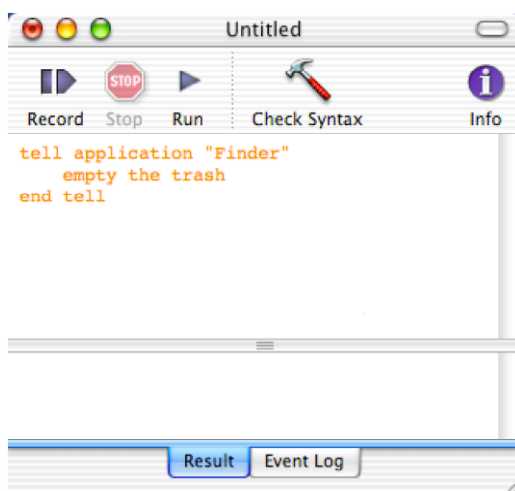 Untitled
STOP
Record Stop Run Check Syntax Info
tell application "Finder"
    empty the trash
end tell
Result Event Log